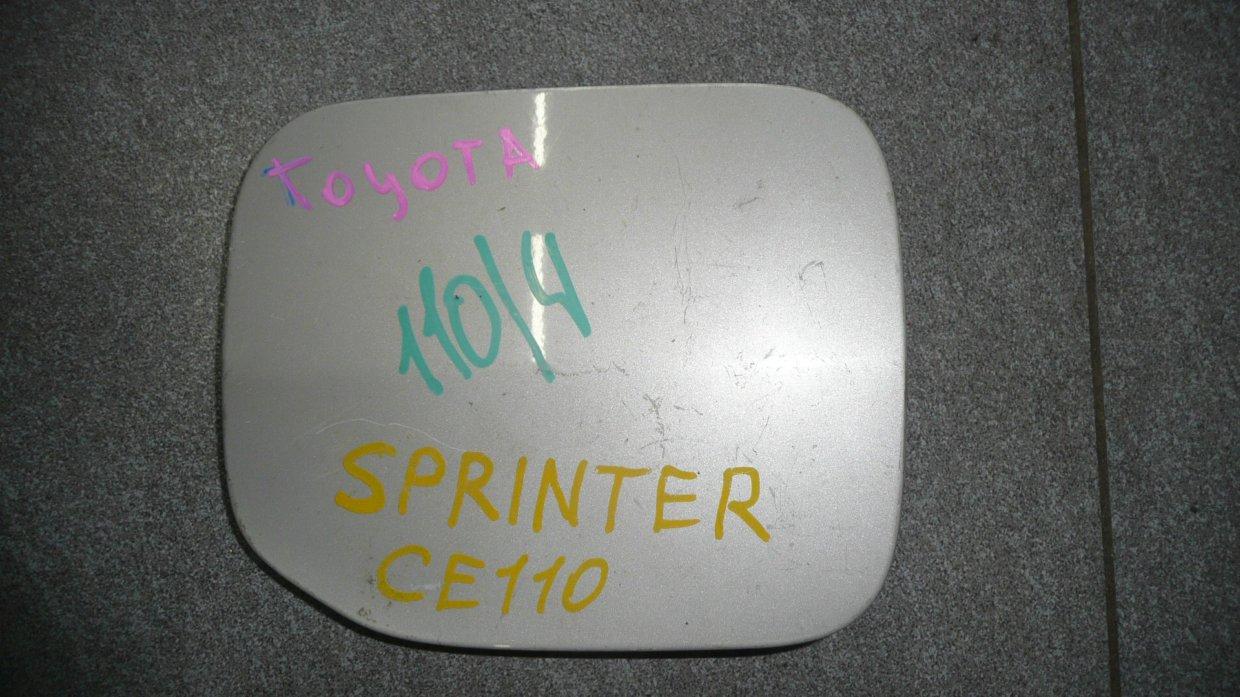 TOYOTA
110/4
SPRINTER
CE110